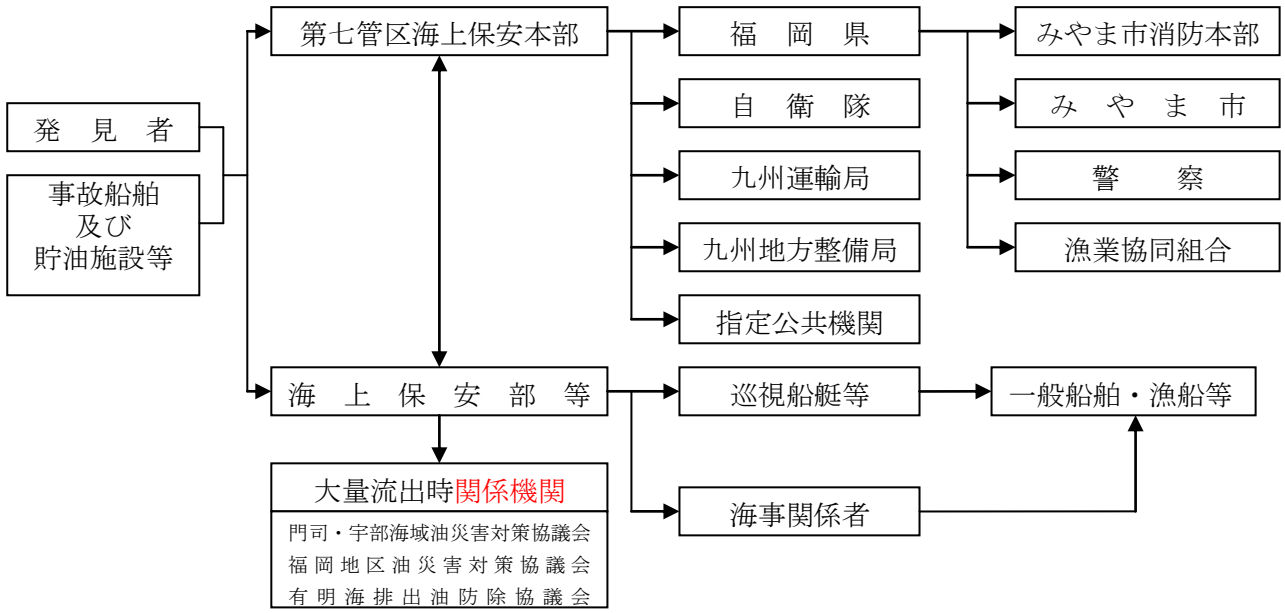 第七管区海上保安本部
福岡県
みやま市消防本部
自衛隊
みやま市
発見者
九州運輸局
警察
事故船舶
及び
貯油施設等
九州地方整備局
漁業協同組合
指定公共機関
海上保安部等
巡視船艇等
一般船舶・漁船等
大量流出時関係機関
海事関係者
門司・宇部海域油災害対策協議会
福岡地区油災害対策協議会
有明海排出油防除協議会